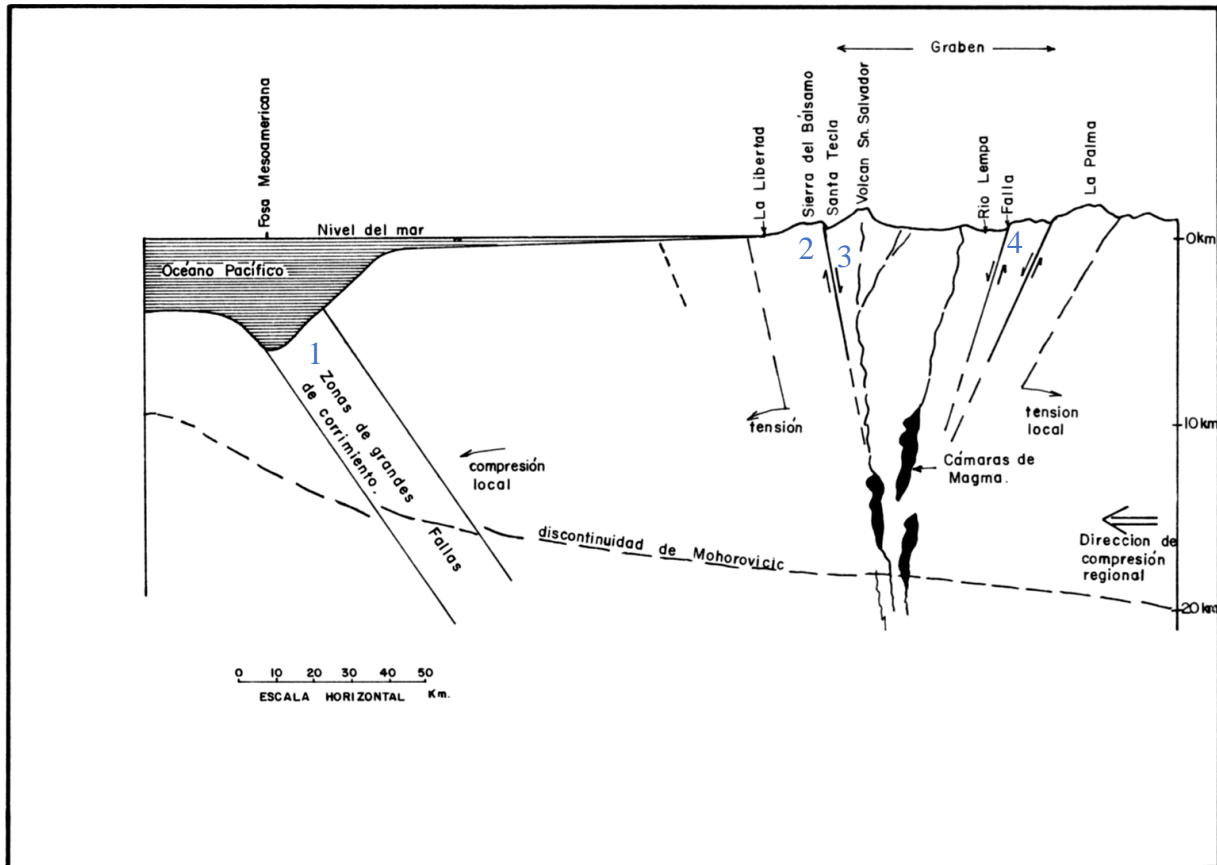 Graben
Fosa Mesoamericana
La Libertad
Sierra del Bálsamo
Santa Tecla
Volcan Sn. Salvador
Rio Lempa
Falla
La Palma
Nivel del mar
Océano Pacífico
0km
10km
20km
1
2
3
4
Zonas de grandes
de corrimiento.
Fallas
compresión
local
tensión
tension
local
Cámaras de
Magma.
discontinuidad de Mohorovicic
Direccion de
compresión
regional
0 10 20 30 40 50
ESCALA HORIZONTAL Km.